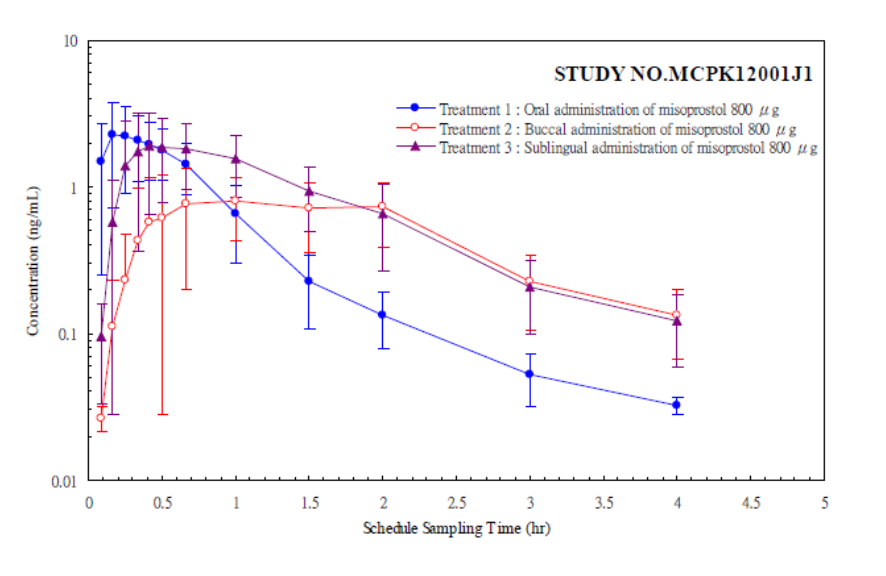 10
STUDY NO.MCPK12001J1
Treatment 1 : Oral administration of misoprostol 800 μg
Treatment 2 : Buccal administration of misoprostol 800 μg
Treatment 3 : Sublingual administration of misoprostol 800 μg
1
Concentration (ng/mL)
0.1
0.01
0 0.5 1 1.5 2 2.5 3 3.5 4 4.5 5
Schedule Sampling Time (hr)